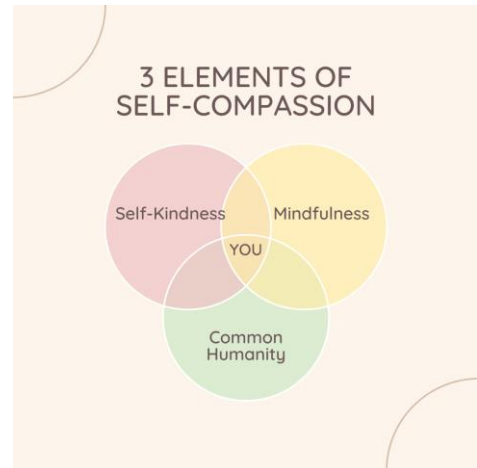 3 ELEMENTS OF
SELF-COMPASSION
Self-Kindness
Mindfulness
YOU
Common
Humanity